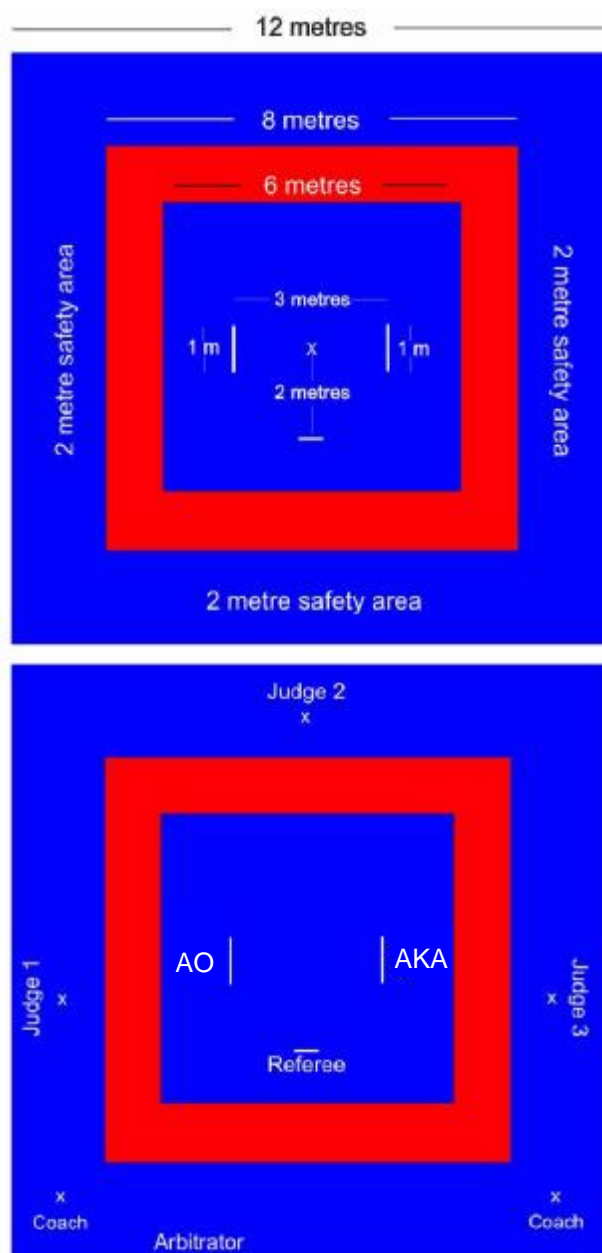 12 metres
8 metres
6 metres
2 metre safety area
2 metre safety area
3 metres
1 m
x
1 m
2 metres
2 metre safety area
Judge 2
x
AO
AKA
Judge 1
x
x
Judge 3
Referee
x
Coach
x
Coach
Arbitrator